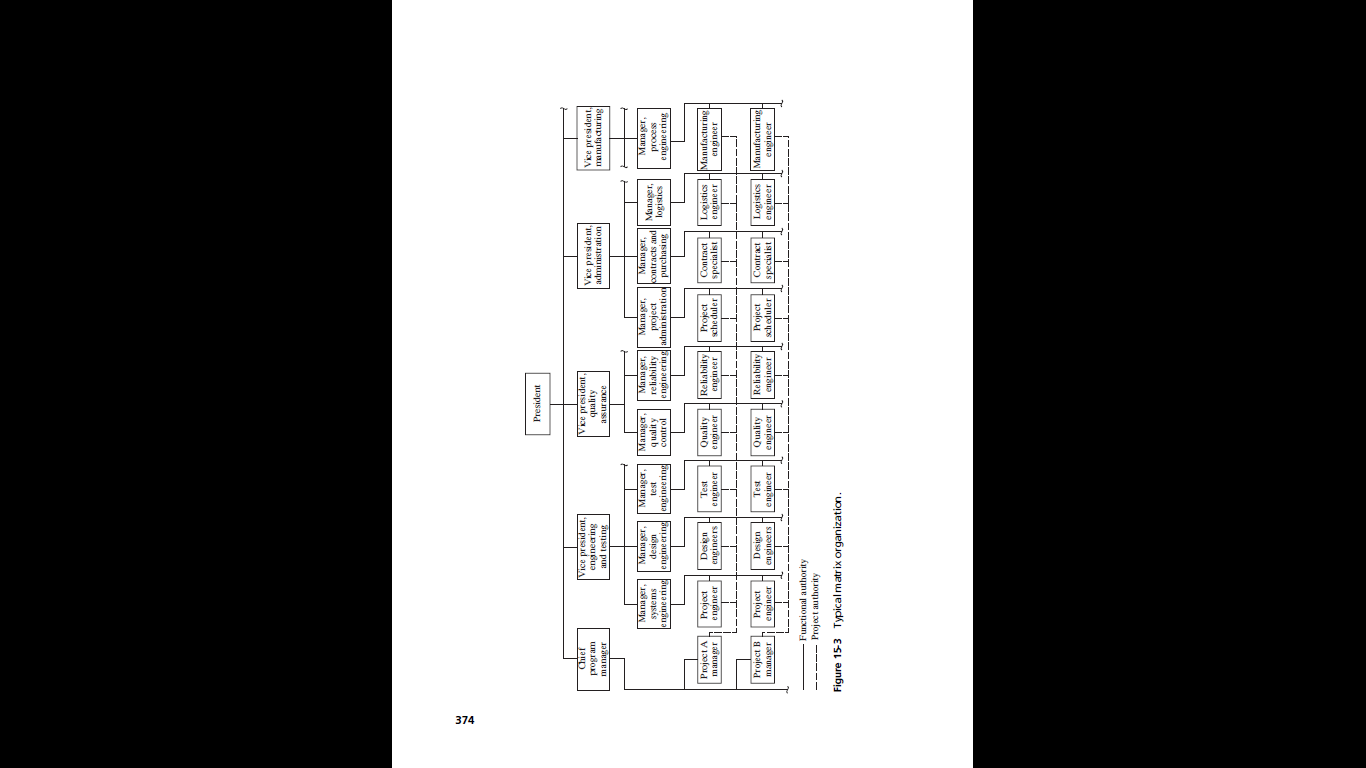 President
Chief
program
manager
Vice president,
engineering
and testing
Vice president,
quality
assurance
Vice president,
administration
Vice president,
manufacturing
Manager,
systems
engineering
Manager,
design
engineering
Manager,
test
engineering
Manager,
quality
control
Manager,
reliability
engineering
Manager,
project
administration
Manager,
contracts and
purchasing
Manager,
logistics
Manager,
process
engineering
Project A
manager
Project
engineer
Design
engineers
Test
engineer
Quality
engineer
Reliability
engineer
Project
scheduler
Contract
specialist
Logistics
engineer
Manufacturing
engineer
Project B
manager
Project
engineer
Design
engineers
Test
engineer
Quality
engineer
Reliability
engineer
Project
scheduler
Contract
specialist
Logistics
engineer
Manufacturing
engineer
Functional authority
Project authority
Figure 15-3 Typical matrix organization.
374